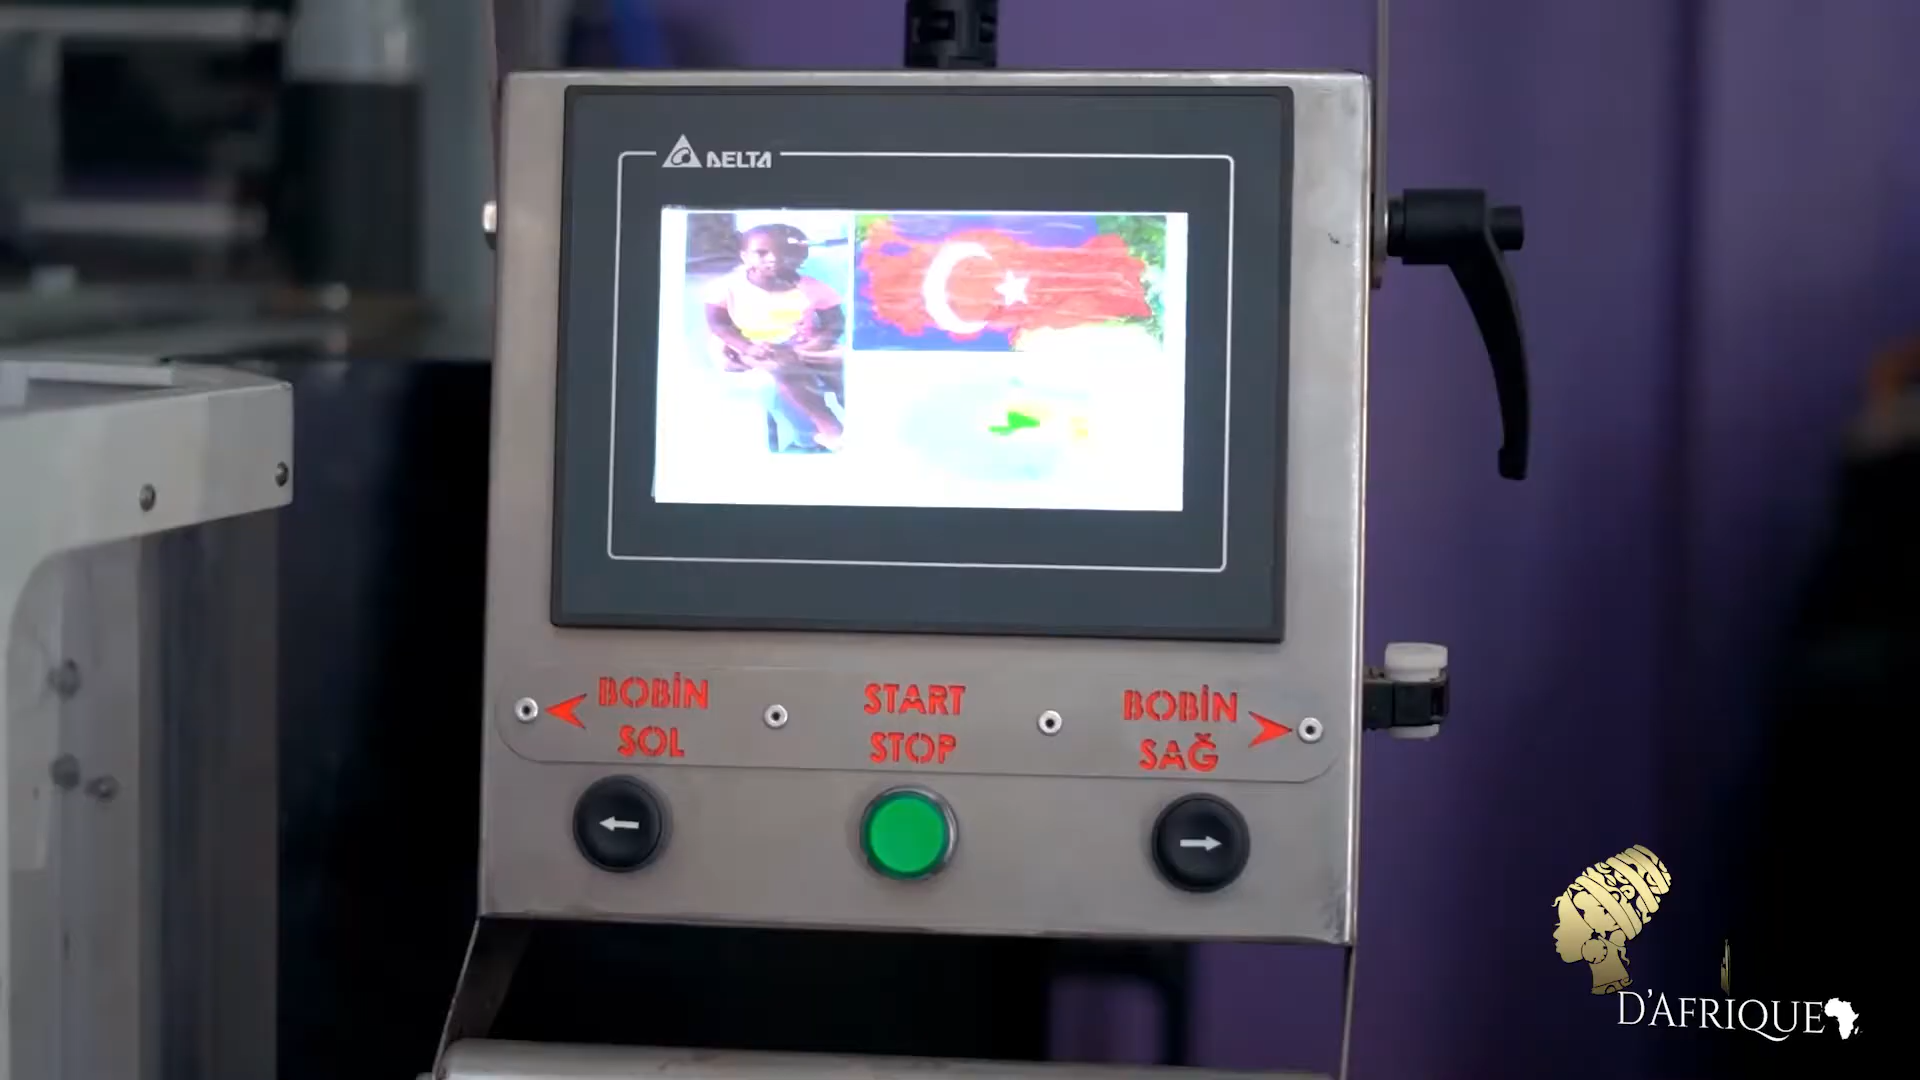 DELTA
BOBİN
SOL
START
STOP
BOBİN
SAĞ
D'AFRIQUE